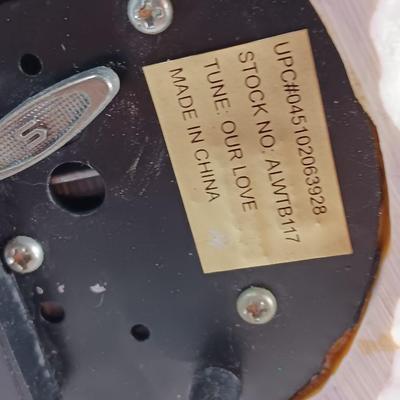 UPC#045102063928
STOCK NO: ALWTB117
TUNE: OUR LOVE
MADE IN CHINA